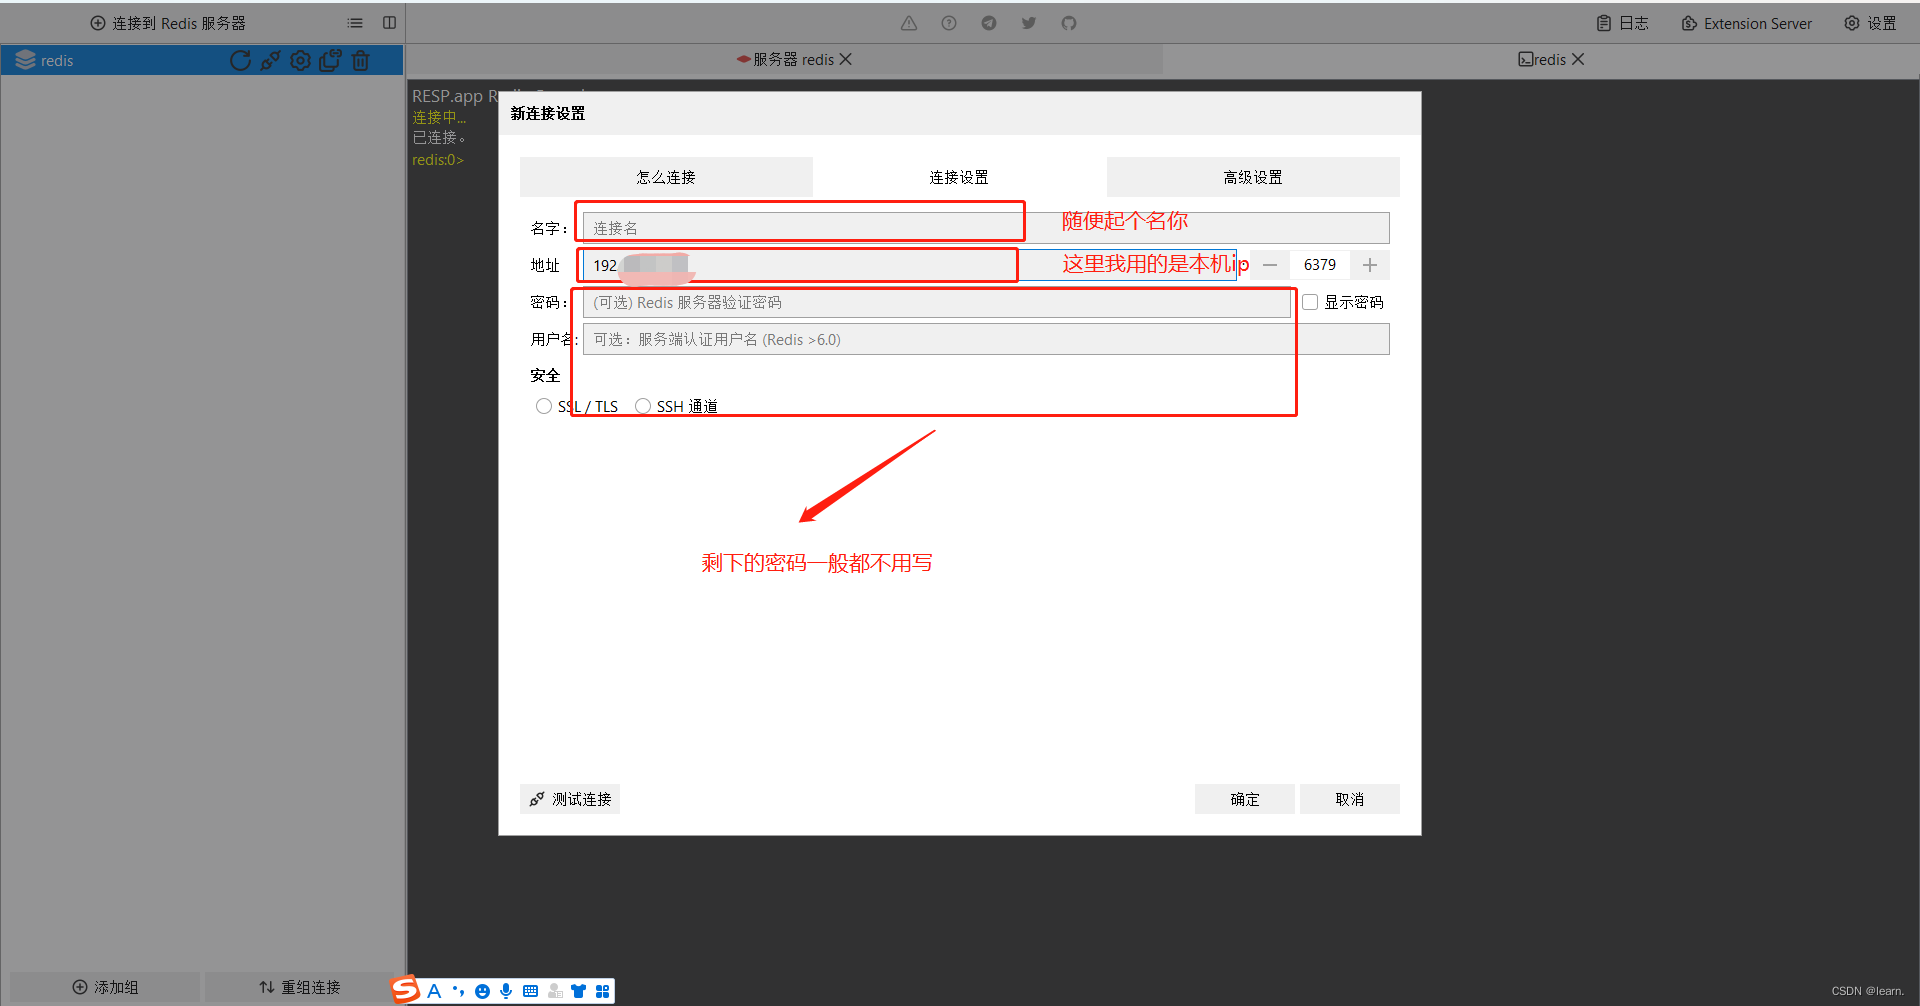 连接到 Redis 服务器
日志
Extension Server
设置
redis
服务器 redis
redis
RESP.app R
连接中...
已连接。
redis:0>
新连接设置
怎么连接
连接设置
高级设置
名字：
连接名
随便起个名你
地址
192
这里我用的是本机ip
6379
密码：
(可选) Redis 服务器验证密码
显示密码
用户名:
可选：服务端认证用户名 (Redis >6.0)
安全
SSL / TLS
SSH 通道
剩下的密码一般都不用写
测试连接
确定
取消
添加组
重组连接
CSDN @learn.